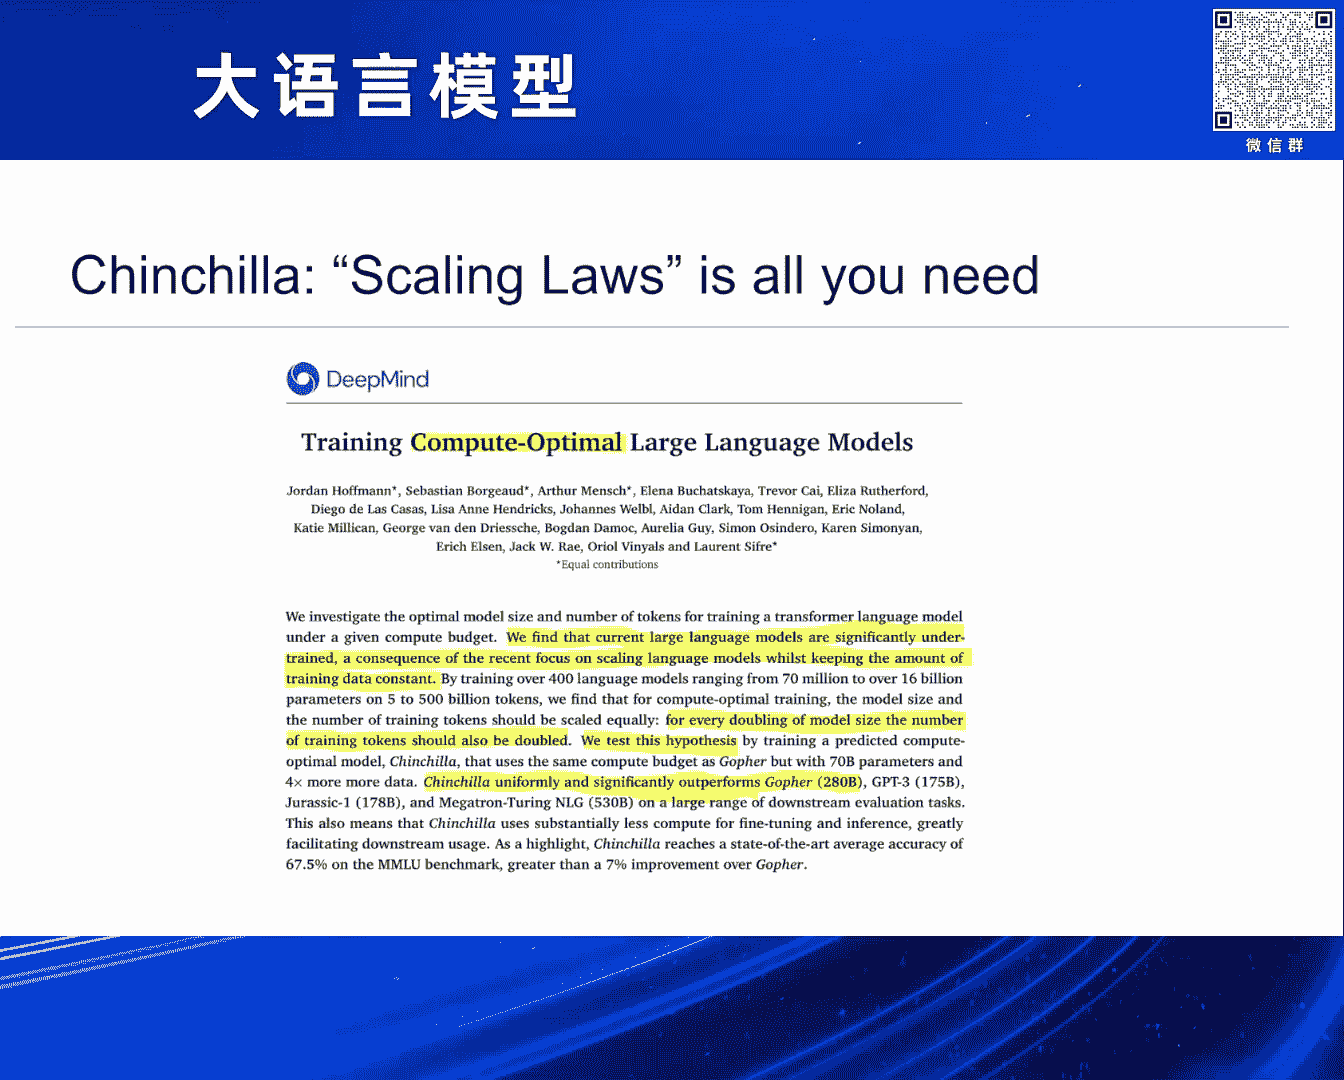 大语言模型
微信群
Chinchilla: “Scaling Laws” is all you need
DeepMind
Training Compute-Optimal Large Language Models
Jordan Hoffmann*, Sebastian Borgeaud*, Arthur Mensch*, Elena Buchatskaya, Trevor Cai, Eliza Rutherford,
Diego de Las Casas, Lisa Anne Hendricks, Johannes Welbl, Aidan Clark, Tom Hennigan, Eric Noland,
Katie Millican, George van den Driessche, Bogdan Damoc, Aurelia Guy, Simon Osindero, Karen Simonyan,
Erich Elsen, Jack W. Rae, Oriol Vinyals and Laurent Sifre*
*Equal contributions
We investigate the optimal model size and number of tokens for training a transformer language model
under a given compute budget. We find that current large language models are significantly under-
trained, a consequence of the recent focus on scaling language models whilst keeping the amount of
training data constant. By training over 400 language models ranging from 70 million to over 16 billion
parameters on 5 to 500 billion tokens, we find that for compute-optimal training, the model size and
the number of training tokens should be scaled equally: for every doubling of model size the number
of training tokens should also be doubled. We test this hypothesis by training a predicted compute-
optimal model, Chinchilla, that uses the same compute budget as Gopher but with 70B parameters and
4× more more data. Chinchilla uniformly and significantly outperforms Gopher (280B), GPT-3 (175B),
Jurassic-1 (178B), and Megatron-Turing NLG (530B) on a large range of downstream evaluation tasks.
This also means that Chinchilla uses substantially less compute for fine-tuning and inference, greatly
facilitating downstream usage. As a highlight, Chinchilla reaches a state-of-the-art average accuracy of
67.5% on the MMLU benchmark, greater than a 7% improvement over Gopher.